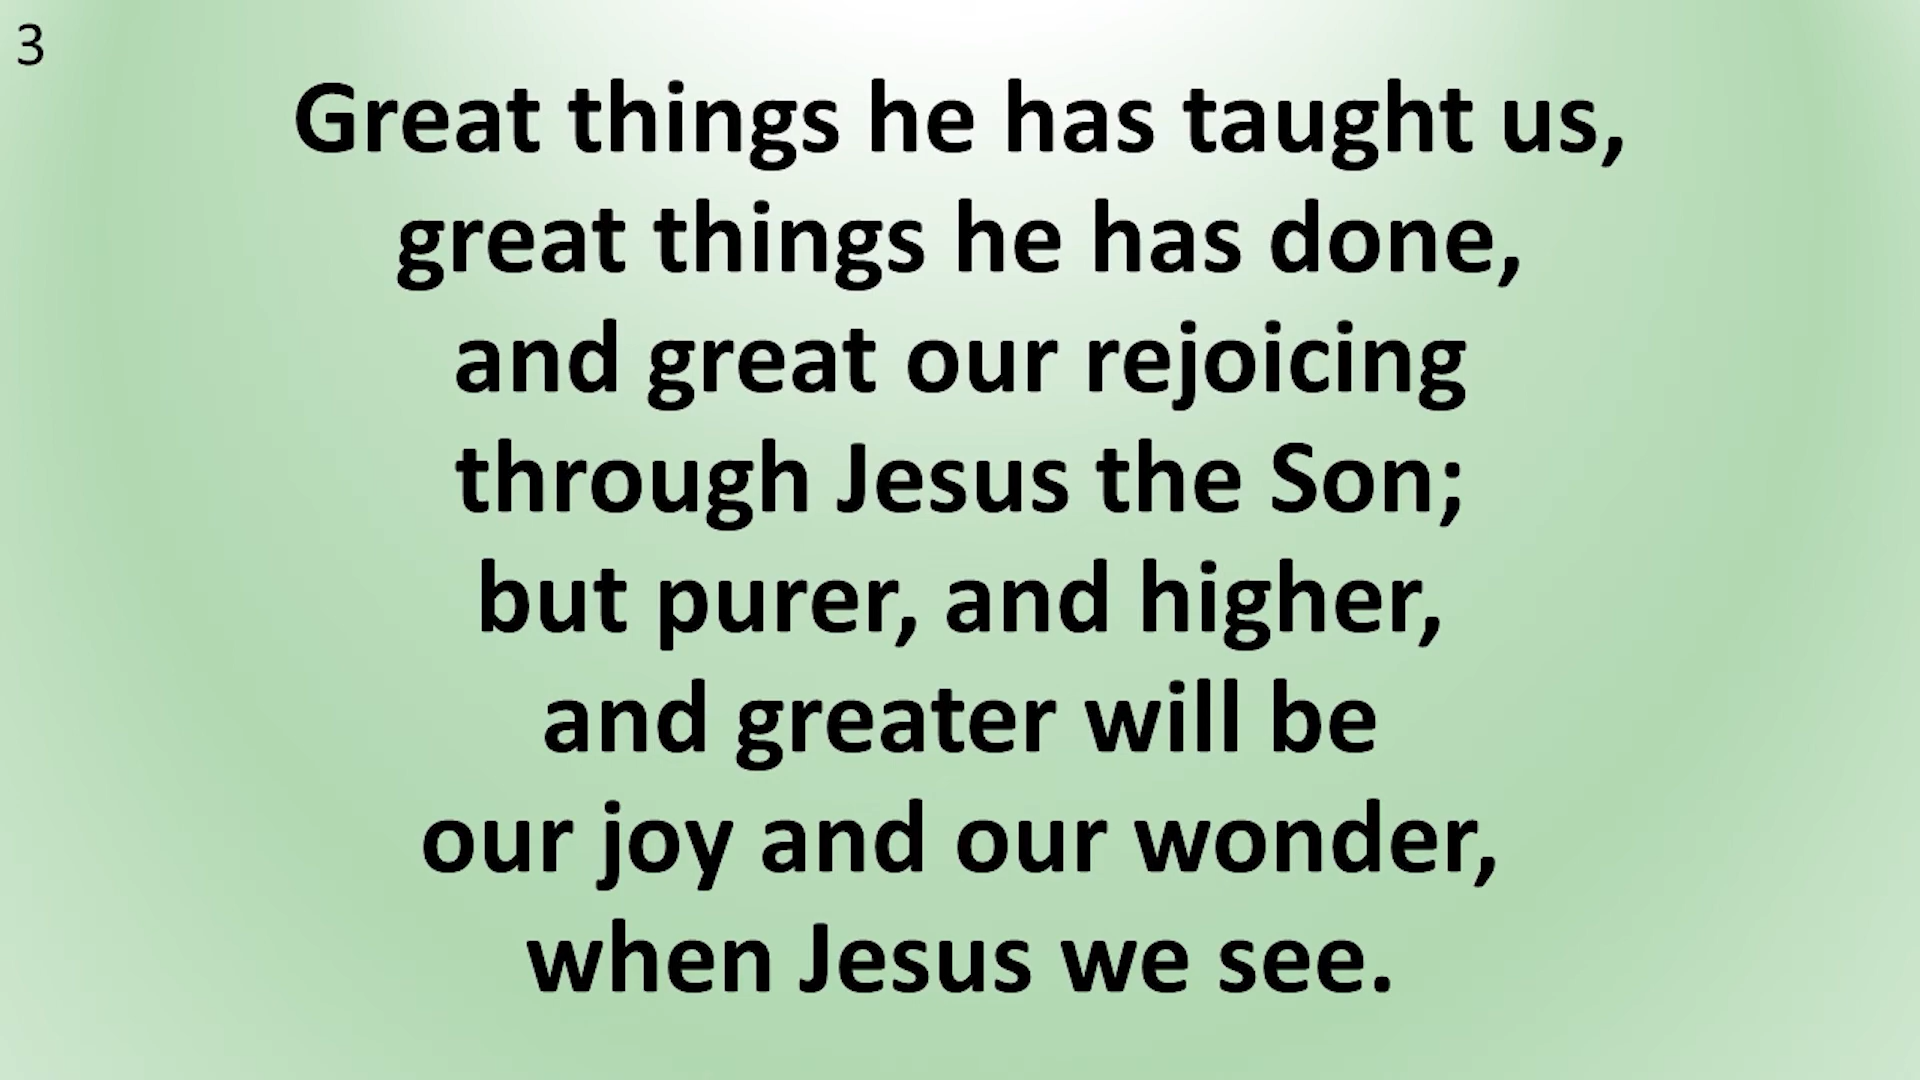 3
Great things he has taught us,
great things he has done,
and great our rejoicing
through Jesus the Son;
but purer, and higher,
and greater will be
our joy and our wonder,
when Jesus we see.